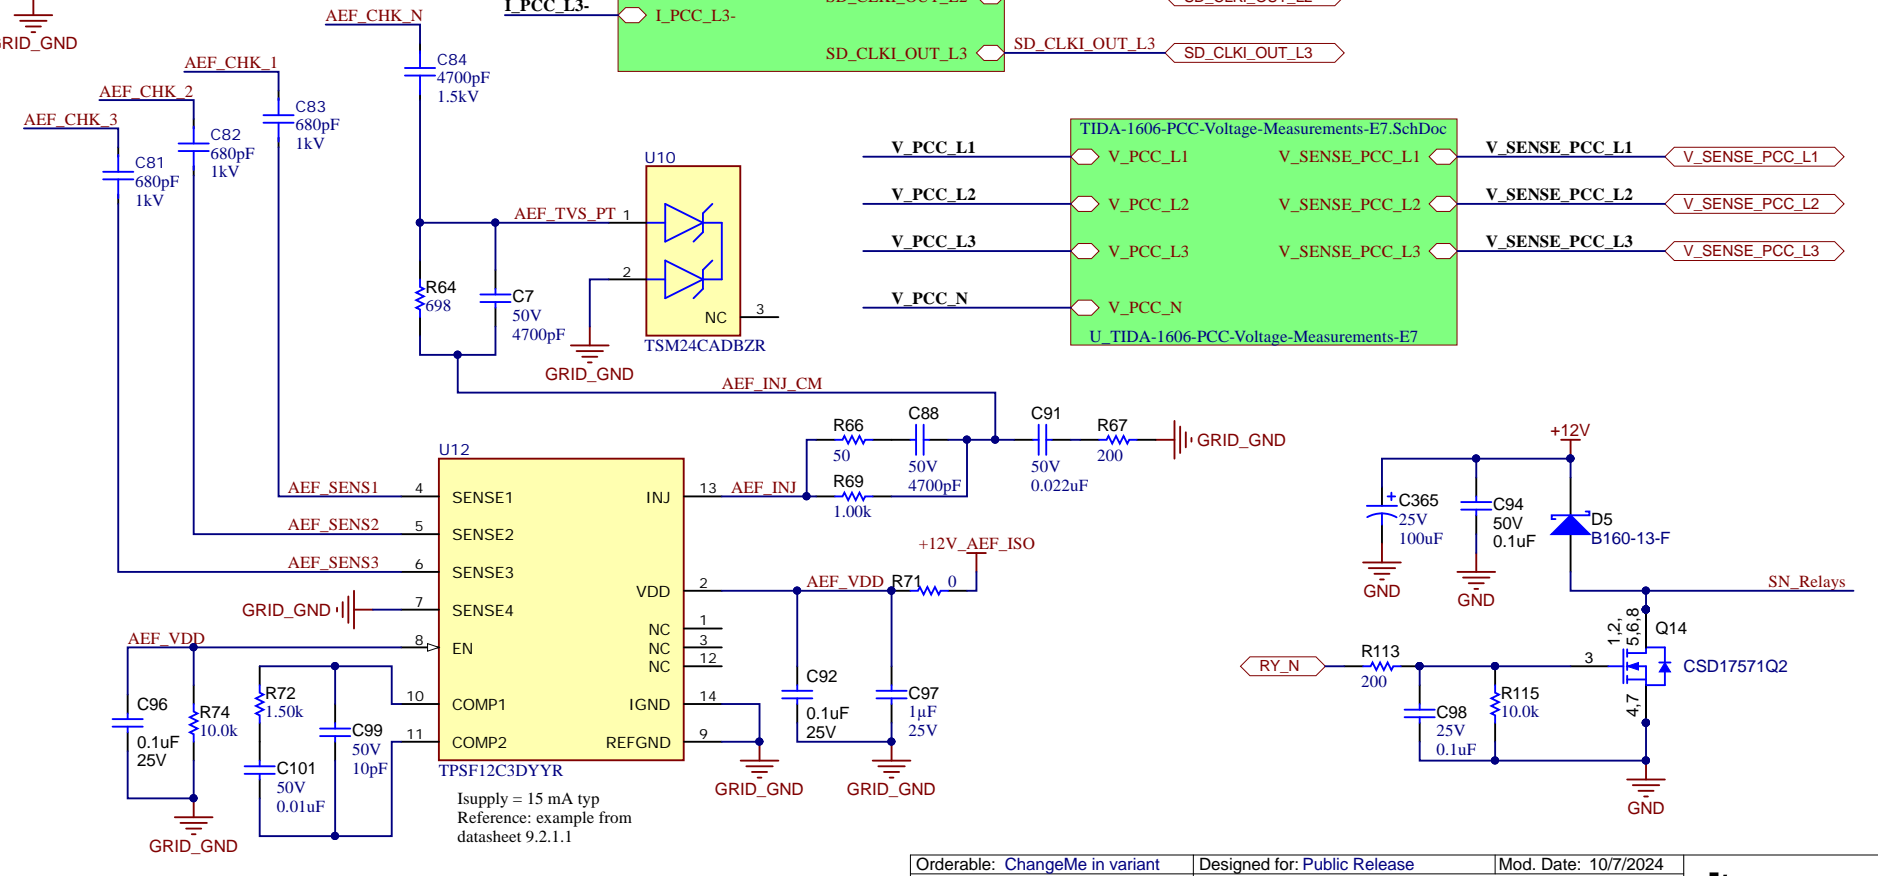 GRID_GND
AEF_CHK_N
I_PCC_L3-
I_PCC_L3-
SD_CLKI_OUT_L2
SD_CLKI_OUT_L2
SD_CLKI_OUT_L3
SD_CLKI_OUT_L3
SD_CLKI_OUT_L3
AEF_CHK_1
AEF_CHK_2
AEF_CHK_3
C84
4700pF
1.5kV
C83
680pF
1kV
C82
680pF
1kV
C81
680pF
1kV
U10
AEF_TVS_PT
1
2
NC
3
TSM24CADBZR
R64
698
C7
50V
4700pF
GRID_GND
TIDA-1606-PCC-Voltage-Measurements-E7.SchDoc
V_PCC_L1
V_PCC_L1
V_SENSE_PCC_L1
V_SENSE_PCC_L1
V_SENSE_PCC_L1
V_PCC_L2
V_PCC_L2
V_SENSE_PCC_L2
V_SENSE_PCC_L2
V_SENSE_PCC_L2
V_PCC_L3
V_PCC_L3
V_SENSE_PCC_L3
V_SENSE_PCC_L3
V_SENSE_PCC_L3
V_PCC_N
V_PCC_N
U_TIDA-1606-PCC-Voltage-Measurements-E7
AEF_INJ_CM
R66
50
C88
50V
4700pF
C91
50V
0.022uF
R67
200
GRID_GND
R69
1.00k
U12
AEF_SENS1
4
SENSE1
INJ
13
AEF_INJ
AEF_SENS2
5
SENSE2
AEF_SENS3
6
SENSE3
GRID_GND
7
SENSE4
VDD
2
AEF_VDD
R71
0
+12V_AEF_ISO
AEF_VDD
8
EN
NC
1
NC
3
NC
12
10
COMP1
IGND
14
11
COMP2
REFGND
9
TPSF12C3DYYR
C96
0.1uF
25V
R74
10.0k
GRID_GND
R72
1.50k
C101
50V
0.01uF
C99
50V
10pF
C92
0.1uF
25V
C97
1µF
25V
GRID_GND
GRID_GND
Isupply = 15 mA typ
Reference: example from
datasheet 9.2.1.1
+12V
C365
+
25V
100uF
GND
C94
50V
0.1uF
GND
D5
B160-13-F
SN_Relays
1,2,
5,6,8
Q14
CSD17571Q2
3
4,7
RY_N
R113
200
C98
25V
0.1uF
R115
10.0k
GND
Orderable: ChangeMe in variant
Designed for: Public Release
Mod. Date: 10/7/2024